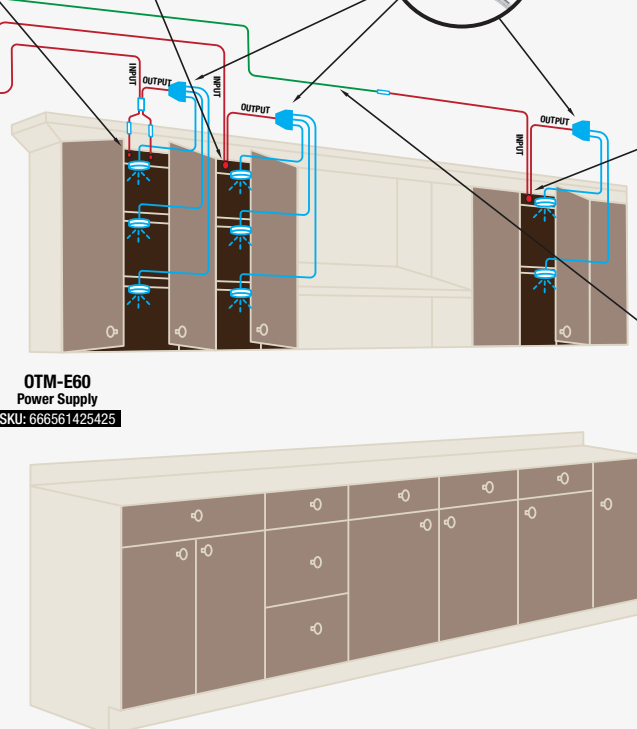 INPUT
OUTPUT
INPUT
OUTPUT
INPUT
OUTPUT
OTM-E60
Power Supply
SKU: 666561425425